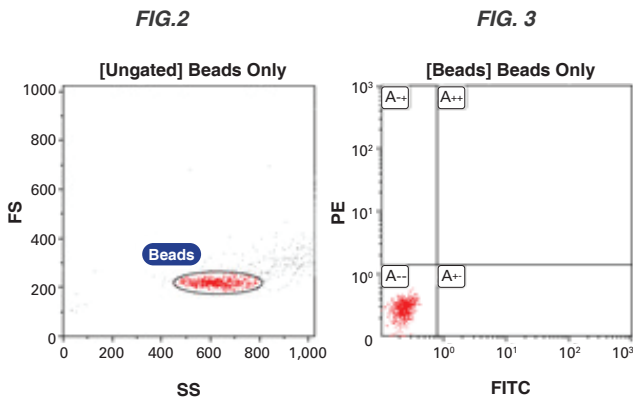 FIG.2
[Ungated] Beads Only
1000
800
600
400
200
0
FS
Beads
0 200 400 600 800 1,000
SS
FIG. 3
[Beads] Beads Only
10³
10²
10¹
10⁰
0
PE
A-+ A++
A-- A+-
10⁰ 10¹ 10² 10³
FITC